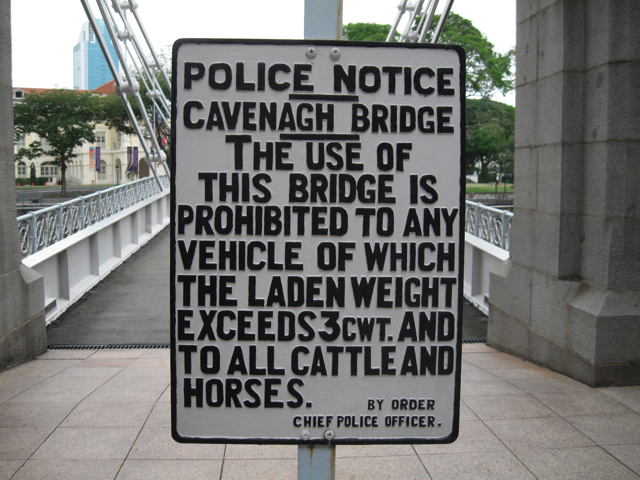 POLICE NOTICE
CAVENAGH BRIDGE
THE USE OF
THIS BRIDGE IS
PROHIBITED TO ANY
VEHICLE OF WHICH
THE LADEN WEIGHT
EXCEEDS 3 CWT. AND
TO ALL CATTLE AND
HORSES.
BY ORDER
CHIEF POLICE OFFICER.